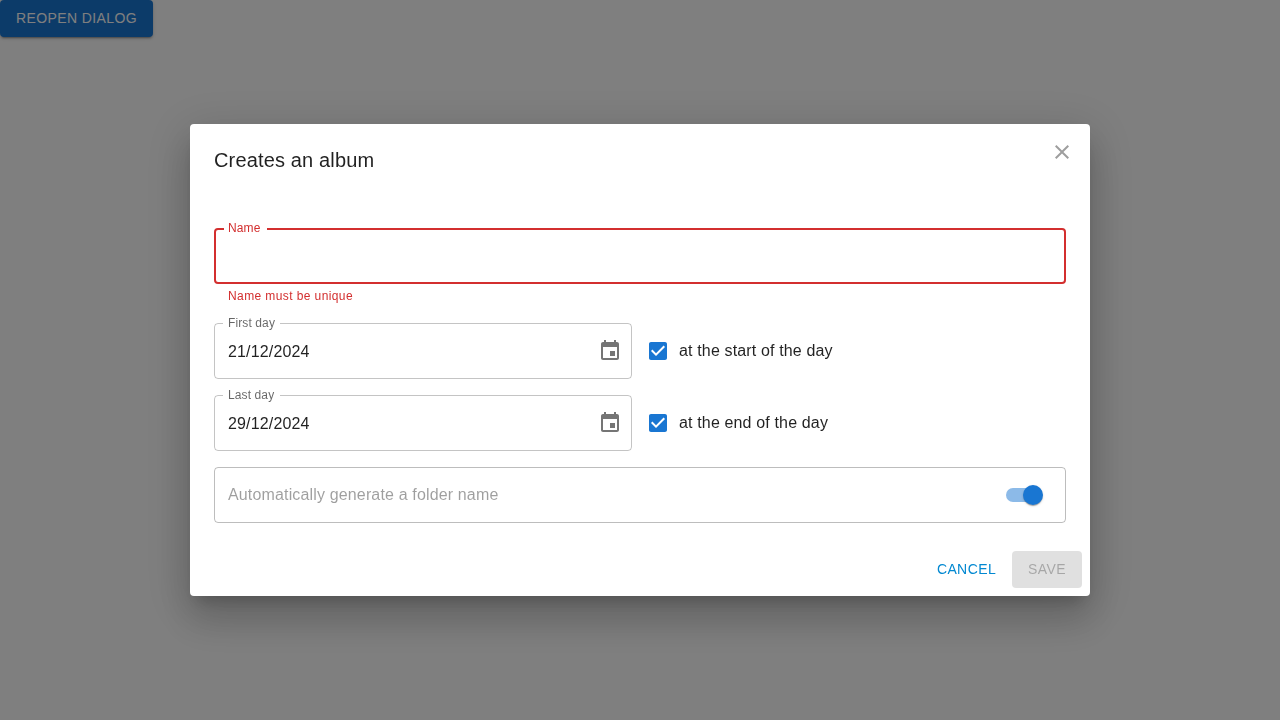 REOPEN DIALOG
Creates an album
Name
Name must be unique
First day
21/12/2024
at the start of the day
Last day
29/12/2024
at the end of the day
Automatically generate a folder name
CANCEL
SAVE